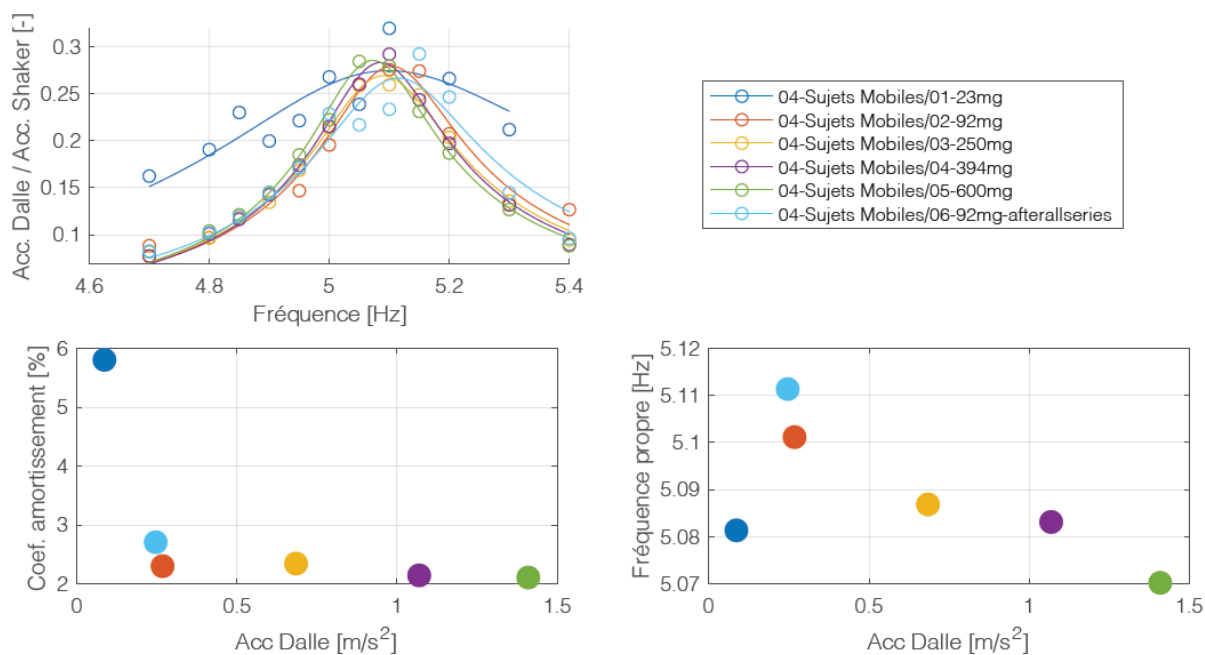 Acc. Dalle / Acc. Shaker [-]
0.3
0.25
0.2
0.15
0.1
4.6 4.8 5 5.2 5.4
Fréquence [Hz]
04-Sujets Mobiles/01-23mg
04-Sujets Mobiles/02-92mg
04-Sujets Mobiles/03-250mg
04-Sujets Mobiles/04-394mg
04-Sujets Mobiles/05-600mg
04-Sujets Mobiles/06-92mg-afterallseries
Coef. amortissement [%]
6
5
4
3
2
0 0.5 1 1.5
Acc Dalle [m/s²]
Fréquence propre [Hz]
5.12
5.11
5.1
5.09
5.08
5.07
0 0.5 1 1.5
Acc Dalle [m/s²]